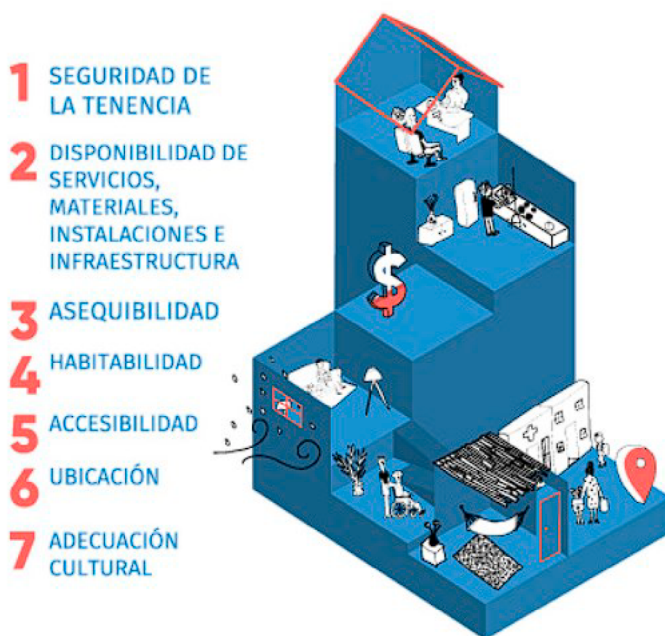 1 SEGURIDAD DE
LA TENENCIA
2 DISPONIBILIDAD DE
SERVICIOS,
MATERIALES,
INSTALACIONES E
INFRAESTRUCTURA
3 ASEQUIBILIDAD
4 HABITABILIDAD
5 ACCESIBILIDAD
6 UBICACIÓN
7 ADECUACIÓN
CULTURAL
$